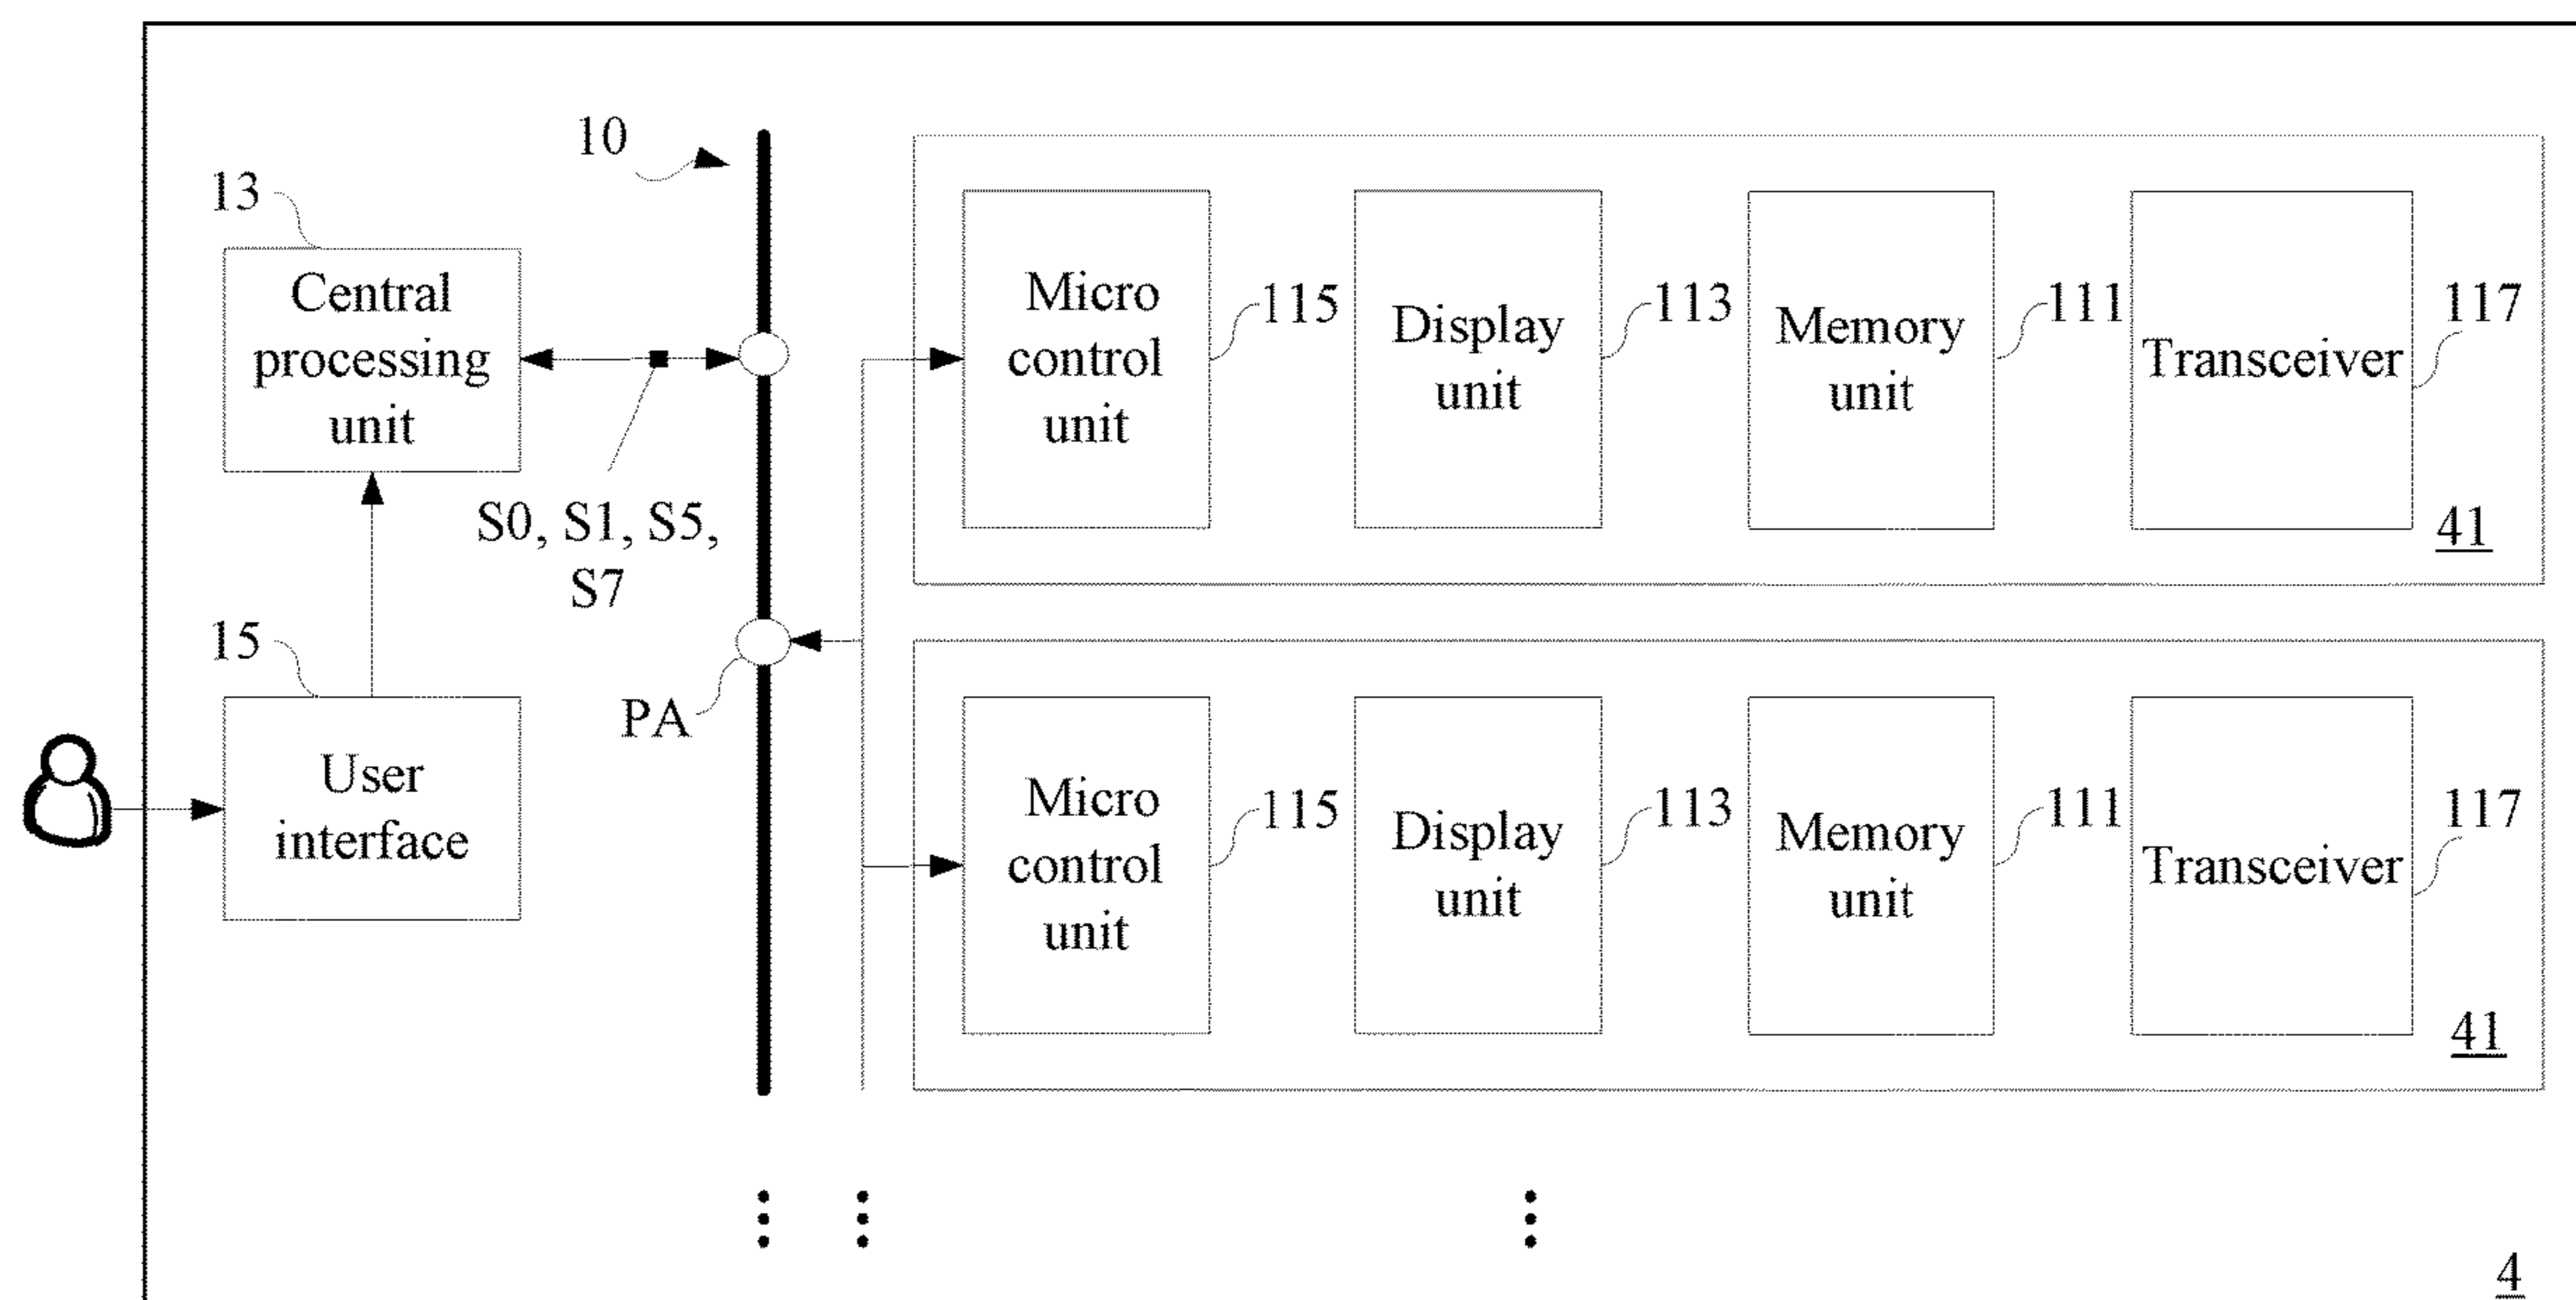 10
13
Central
processing
unit
S0, S1, S5,
S7
15
User
interface
PA
Micro
control
unit
115
Display
unit
113
Memory
unit
111
Transceiver
117
41
Micro
control
unit
115
Display
unit
113
Memory
unit
111
Transceiver
117
41
4